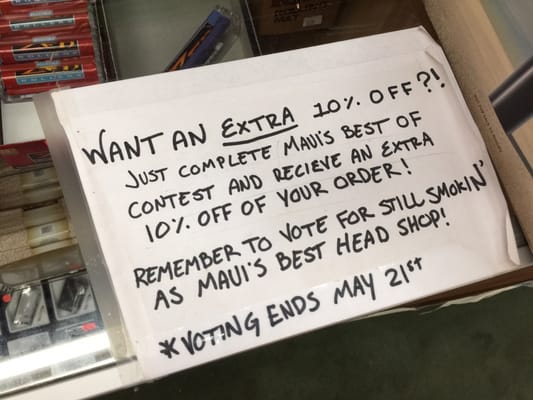 WANT AN EXTRA 10% OFF?!
JUST COMPLETE MAUI'S BEST OF
CONTEST AND RECIEVE AN EXTRA
10% OFF OF YOUR ORDER!
REMEMBER TO VOTE FOR STILL SMOKIN'
AS MAUI'S BEST HEAD SHOP!
*VOTING ENDS MAY 21st